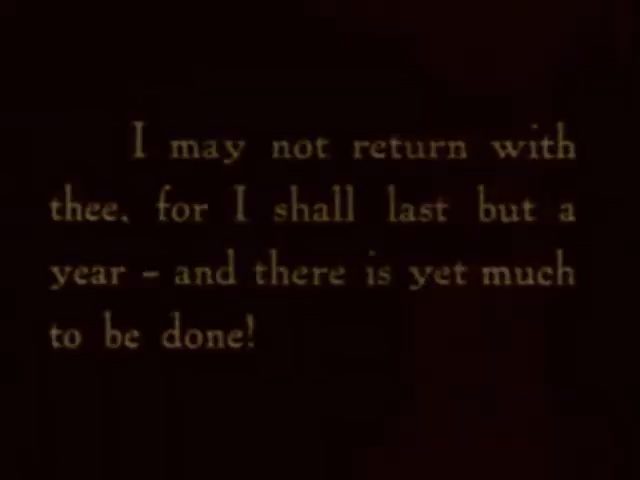 I may not return with
thee, for I shall last but a
year - and there is yet much
to be done!